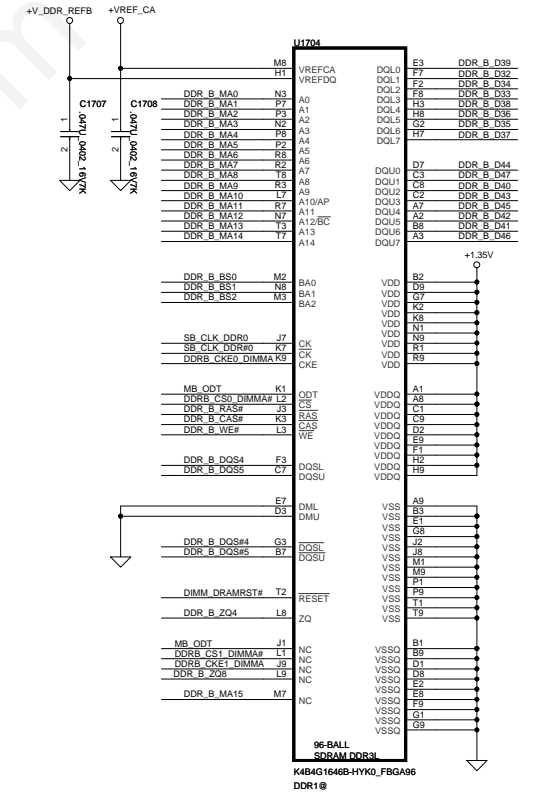 +V_DDR_REFB +VREF_CA
U1704
M8 VREFCA DQL0 E3 DDR_B_D39
H1 VREFDQ DQL1 F7 DDR_B_D32
DQL2 F2 DDR_B_D34
DDR_B_MA0 N3 A0 DQL3 F8 DDR_B_D33
DDR_B_MA1 P7 A1 DQL4 H3 DDR_B_D38
DDR_B_MA2 P3 A2 DQL5 H8 DDR_B_D36
DDR_B_MA3 N2 A3 DQL6 G2 DDR_B_D35
DDR_B_MA4 P8 A4 DQL7 H7 DDR_B_D37
DDR_B_MA5 P2 A5
DDR_B_MA6 R8 A6
DDR_B_MA7 R2 A7 DQU0 D7 DDR_B_D44
DDR_B_MA8 T8 A8 DQU1 C3 DDR_B_D47
DDR_B_MA9 R3 A9 DQU2 C8 DDR_B_D40
DDR_B_MA10 L7 A10/AP DQU3 C2 DDR_B_D43
DDR_B_MA11 R7 A11 DQU4 A7 DDR_B_D45
DDR_B_MA12 N7 A12/BC DQU5 A2 DDR_B_D42
DDR_B_MA13 T3 A13 DQU6 B8 DDR_B_D41
DDR_B_MA14 T7 A14 DQU7 A3 DDR_B_D46
C1707
1
2
.047U_0402_16V7K
C1708
1
2
.047U_0402_16V7K
+1.35V
DDR_B_BS0 M2 BA0 VDD B2
DDR_B_BS1 N8 BA1 VDD D9
DDR_B_BS2 M3 BA2 VDD G7
VDD K2
VDD K8
VDD N1
SB_CLK_DDR0 J7 CK VDD N9
SB_CLK_DDR#0 K7 CK VDD R1
DDRB_CKE0_DIMMA K9 CKE VDD R9
MB_ODT K1 ODT VDDQ A1
DDRB_CS0_DIMMA# L2 CS VDDQ A8
DDR_B_RAS# J3 RAS VDDQ C1
DDR_B_CAS# K3 CAS VDDQ C9
DDR_B_WE# L3 WE VDDQ D2
VDDQ E9
VDDQ F1
DDR_B_DQS4 F3 DQSL VDDQ H2
DDR_B_DQS5 C7 DQSU VDDQ H9
E7 DML VSS A9
D3 DMU VSS B3
VSS E1
VSS G8
DDR_B_DQS#4 G3 DQSL VSS J2
DDR_B_DQS#5 B7 DQSU VSS J8
VSS M1
VSS M9
VSS P1
DIMM_DRAMRST# T2 RESET VSS P9
VSS T1
DDR_B_ZQ4 L8 ZQ VSS T9
MB_ODT J1 NC VSSQ B1
DDRB_CS1_DIMMA# L1 NC VSSQ B9
DDRB_CKE1_DIMMA J9 NC VSSQ D1
DDR_B_ZQ8 L9 NC VSSQ D8
VSSQ E2
DDR_B_MA15 M7 NC VSSQ E8
VSSQ F9
VSSQ G1
VSSQ G9
96-BALL
SDRAM DDR3L
K4B4G1646B-HYK0_FBGA96
DDR1@